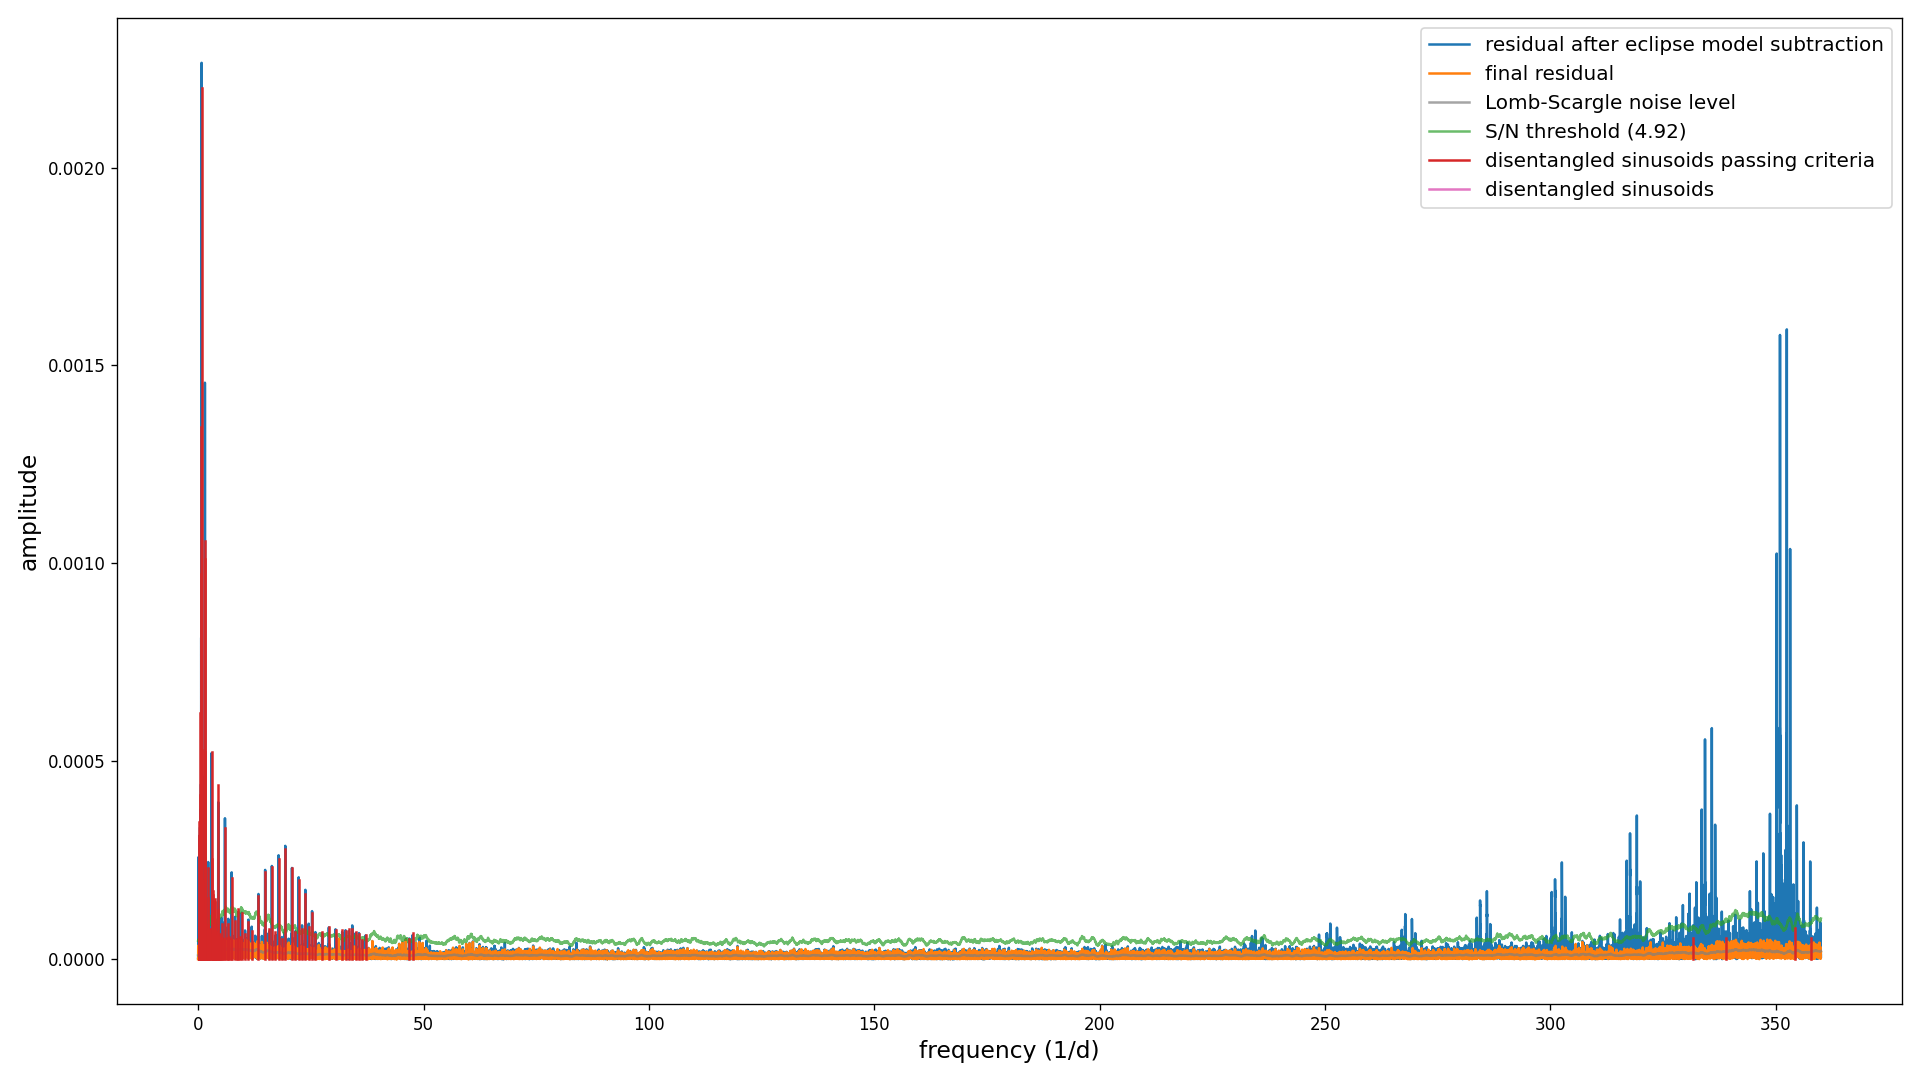 residual after eclipse model subtraction
final residual
Lomb-Scargle noise level
S/N threshold (4.92)
disentangled sinusoids passing criteria
disentangled sinusoids
amplitude
0.0020
0.0015
0.0010
0.0005
0.0000
0 50 100 150 200 250 300 350
frequency (1/d)